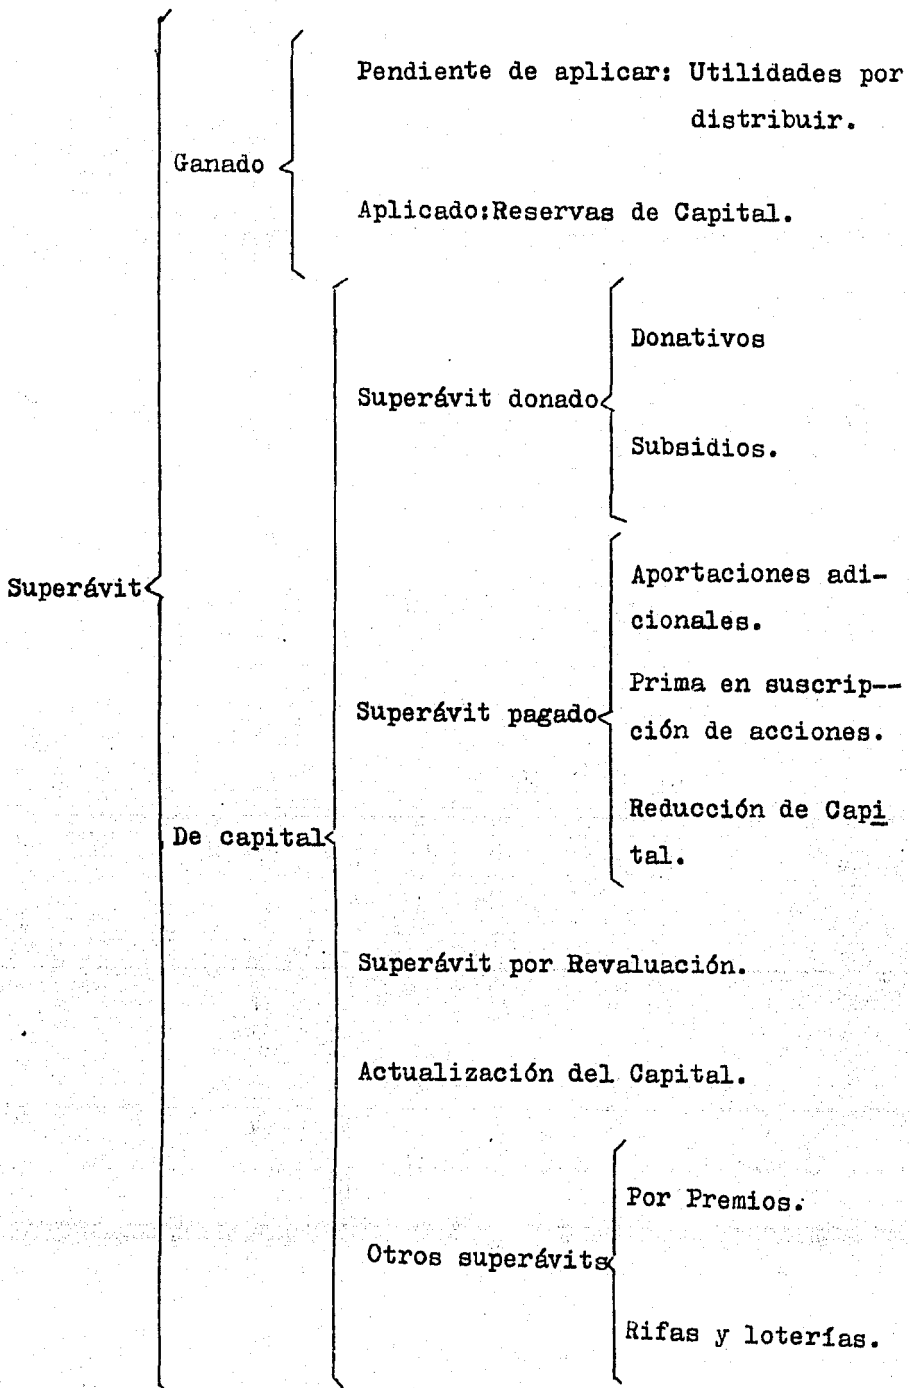 Pendiente de aplicar: Utilidades por
distribuir.
Ganado
Aplicado:Reservas de Capital.
Donativos
Superávit donado
Subsidios.
Superávit
Aportaciones adi-
cionales.
Prima en suscrip--
Superávit pagado
ción de acciones.
Reducción de Capi
De capital
tal.
Superávit por Revaluación.
Actualización del Capital.
Por Premios.
Otros superávits
Rifas y loterías.